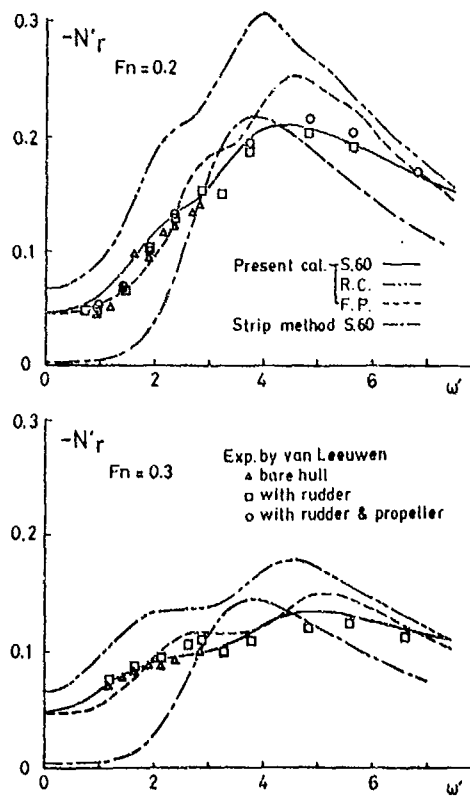 0.3
-N'r
Fn = 0.2
0.2
0.1
Present cal. S.60
R.C.
F.P.
Strip method S.60
0
0 2 4 6 ω'
0.3
-N'r
Fn = 0.3
Exp. by van Leeuwen
△ bare hull
□ with rudder
○ with rudder & propeller
0.2
0.1
0
0 2 4 6 ω'